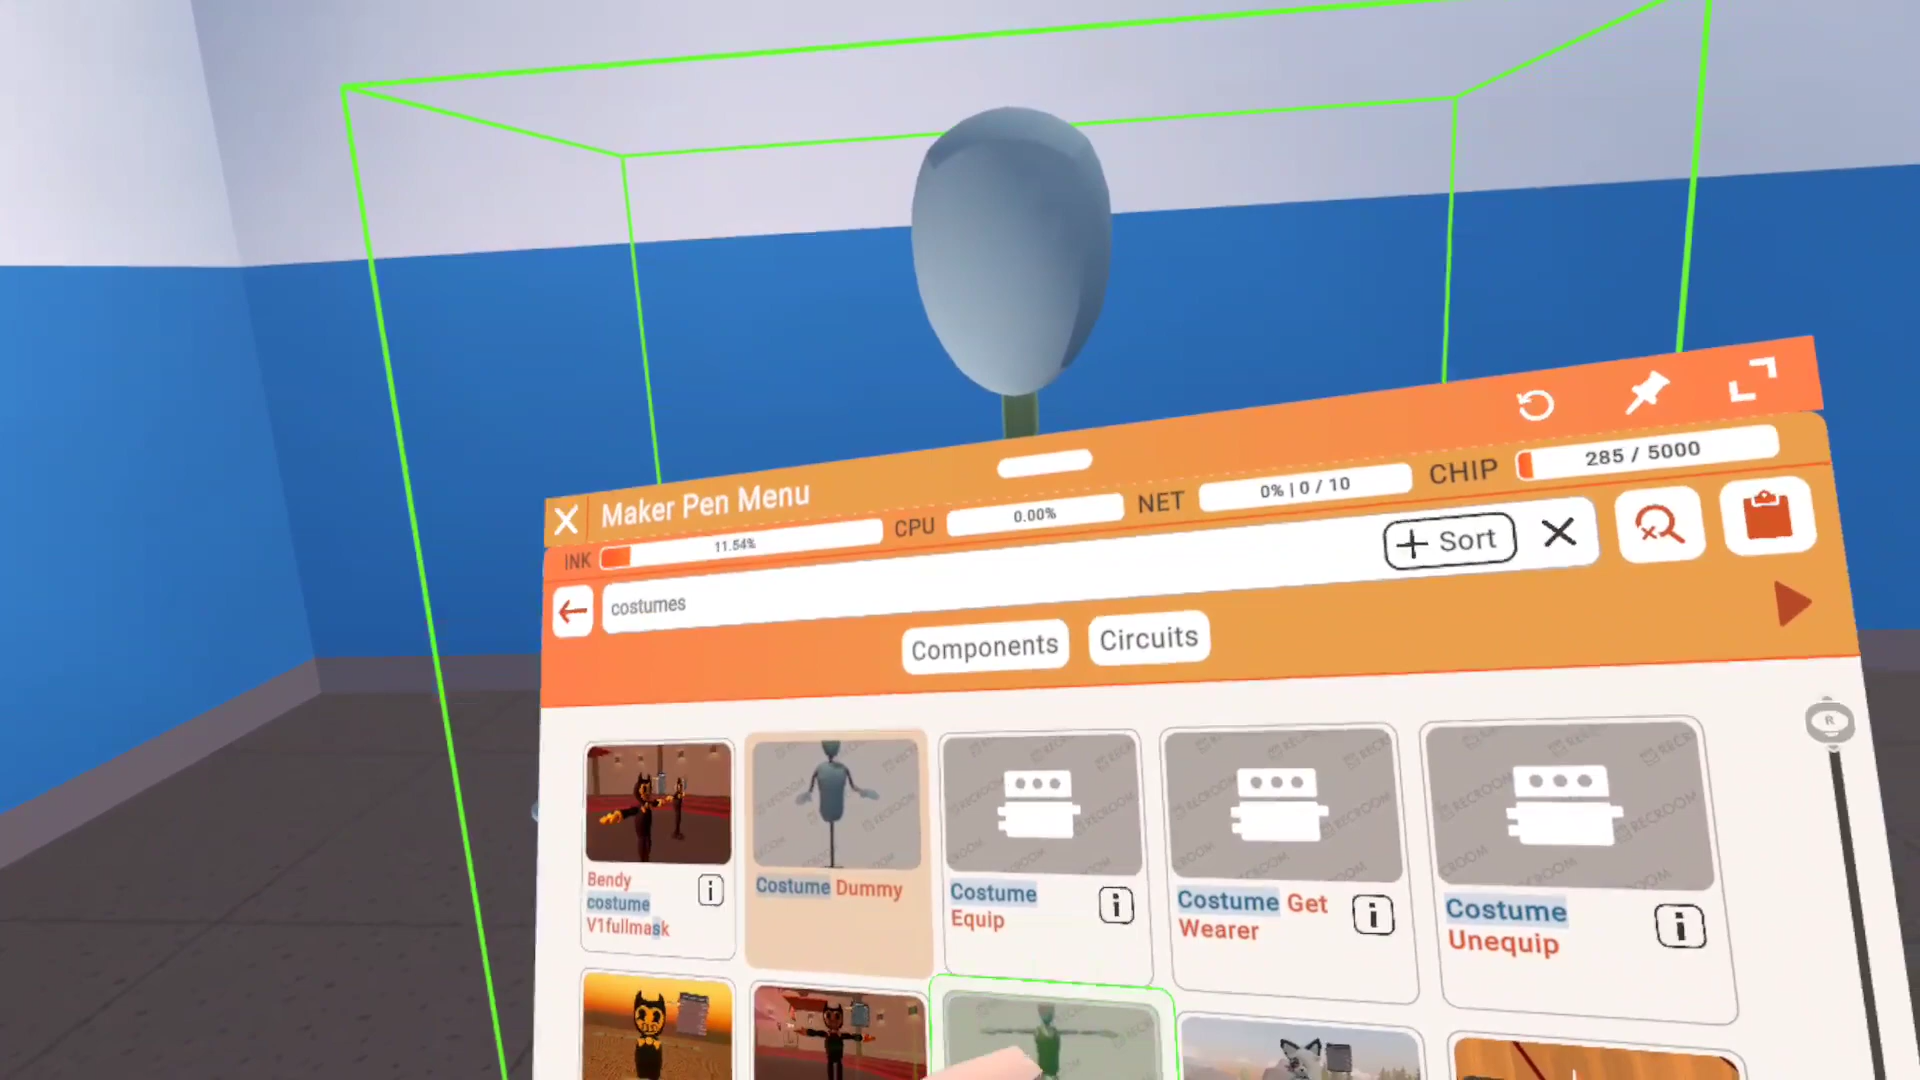 Maker Pen Menu
INK 11.54% CPU 0.00% NET 0% | 0 / 10 CHIP 285 / 5000
costumes + Sort
Components Circuits
R
Bendy
costume
V1fullmask
Costume Dummy
Costume
Equip
Costume Get
Wearer
Costume
Unequip
RECROOM